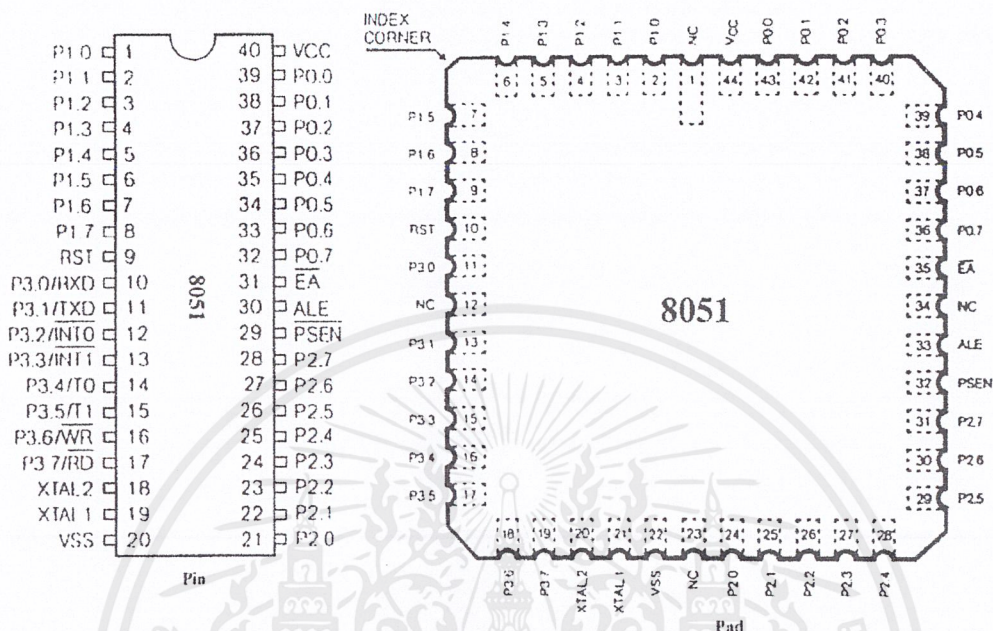 P1.0 1 40 VCC
P1.1 2 39 P0.0
P1.2 3 38 P0.1
P1.3 4 37 P0.2
P1.4 5 36 P0.3
P1.5 6 35 P0.4
P1.6 7 34 P0.5
P1.7 8 33 P0.6
RST 9 32 P0.7
P3.0/RXD 10 31 EA
P3.1/TXD 11 30 ALE
P3.2/INT0 12 29 PSEN
P3.3/INT1 13 28 P2.7
P3.4/T0 14 27 P2.6
P3.5/T1 15 26 P2.5
P3.6/WR 16 25 P2.4
P3.7/RD 17 24 P2.3
XTAL2 18 23 P2.2
XTAL1 19 22 P2.1
VSS 20 21 P2.0
8051
Pin
INDEX
CORNER
P1.4 P1.3 P1.2 P1.1 P1.0 NC VCC P0.0 P0.1 P0.2 P0.3
6 5 4 3 2 1 44 43 42 41 40
P1.5 7 39 P0.4
P1.6 8 38 P0.5
P1.7 9 37 P0.6
RST 10 36 P0.7
P3.0 11 35 EA
NC 12 34 NC
8051
P3.1 13 33 ALE
P3.2 14 32 PSEN
P3.3 15 31 P2.7
P3.4 16 30 P2.6
P3.5 17 29 P2.5
18 19 20 21 22 23 24 25 26 27 28
P3.6 P3.7 XTAL2 XTAL1 VSS NC P2.0 P2.1 P2.2 P2.3 P2.4
Pad